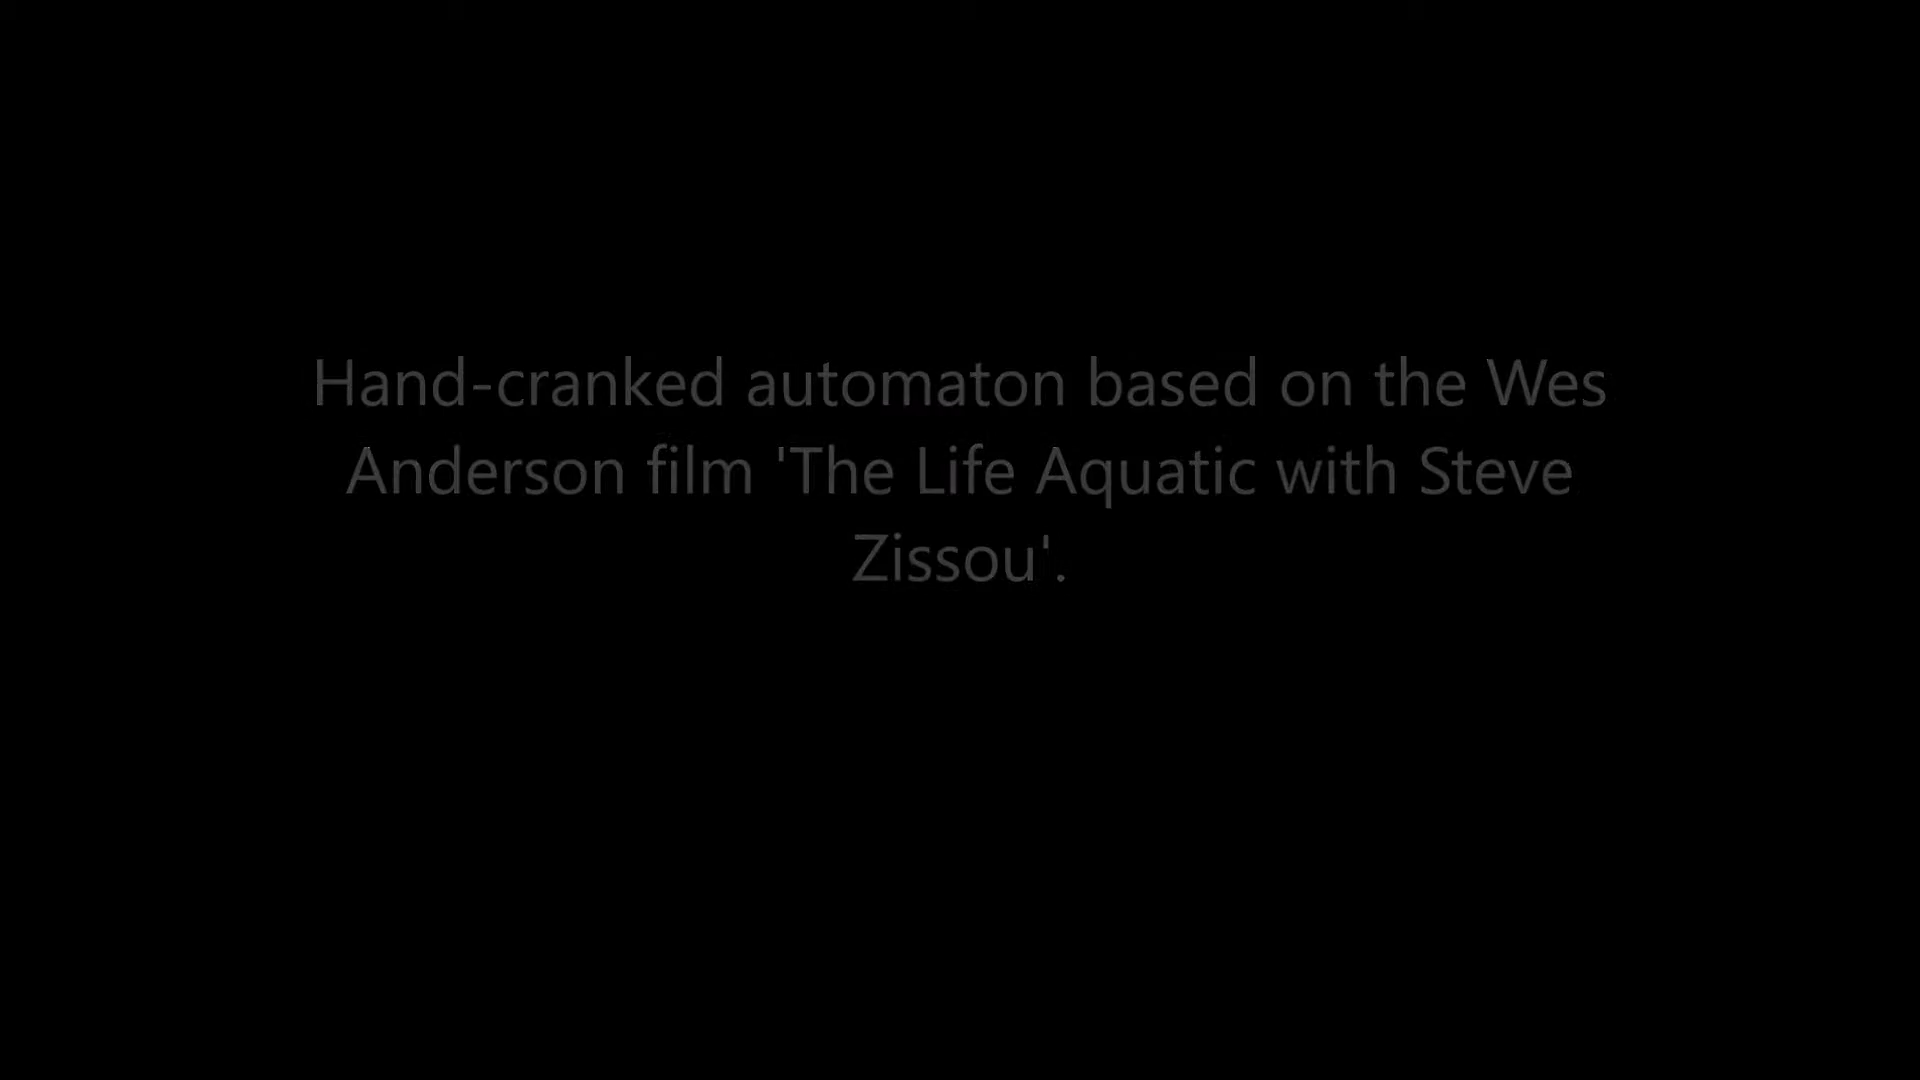 Hand-cranked automaton based on the Wes
Anderson film 'The Life Aquatic with Steve
Zissou'.